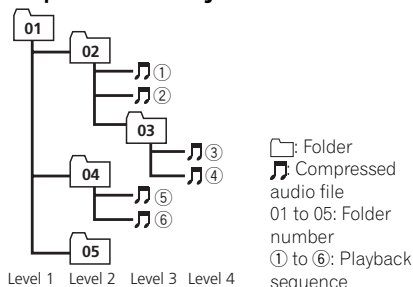 01
02
①
②
03
③
④
04
⑤
⑥
05
Level 1 Level 2 Level 3 Level 4
: Folder
: Compressed
audio file
01 to 05: Folder
number
① to ⑥: Playback
sequence